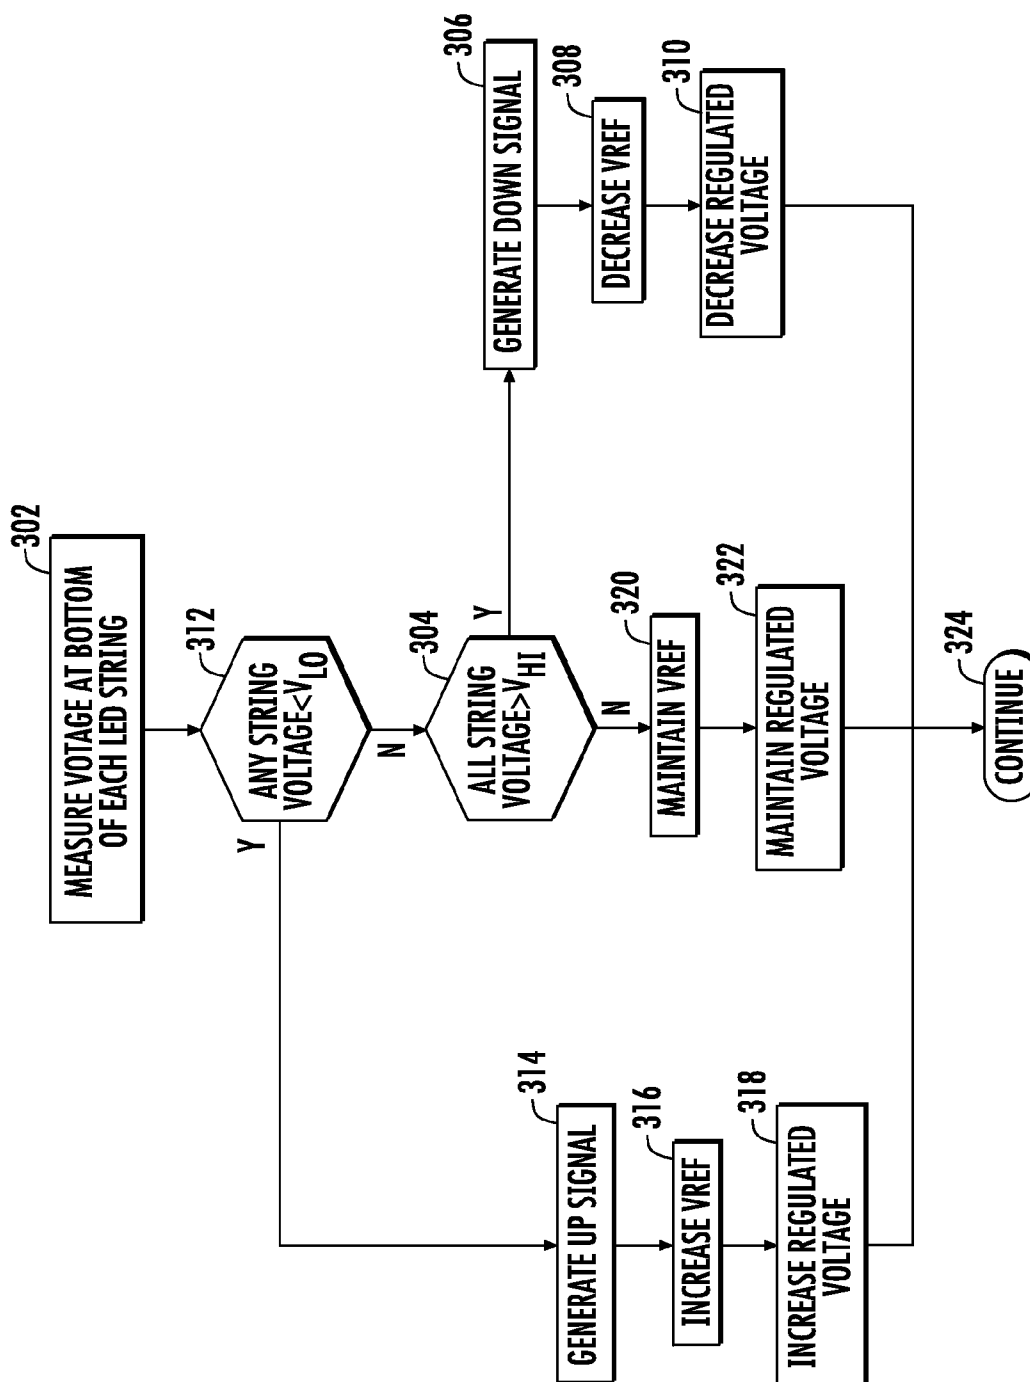 302
MEASURE VOTAGE AT BOTTOM
OF EACH LED STRING
312
ANY STRING
VOLTAGE<V_LO
Y
N
304
ALL STRING
VOLTAGE>V_HI
Y
N
314
GENERATE UP SIGNAL
316
INCREASE VREF
318
INCREASE REGULATED
VOLTAGE
320
MAINTAIN VREF
322
MAINTAIN REGULATED
VOLTAGE
306
GENERATE DOWN SIGNAL
308
DECREASE VREF
310
DECREASE REGULATED
VOLTAGE
324
CONTINUE